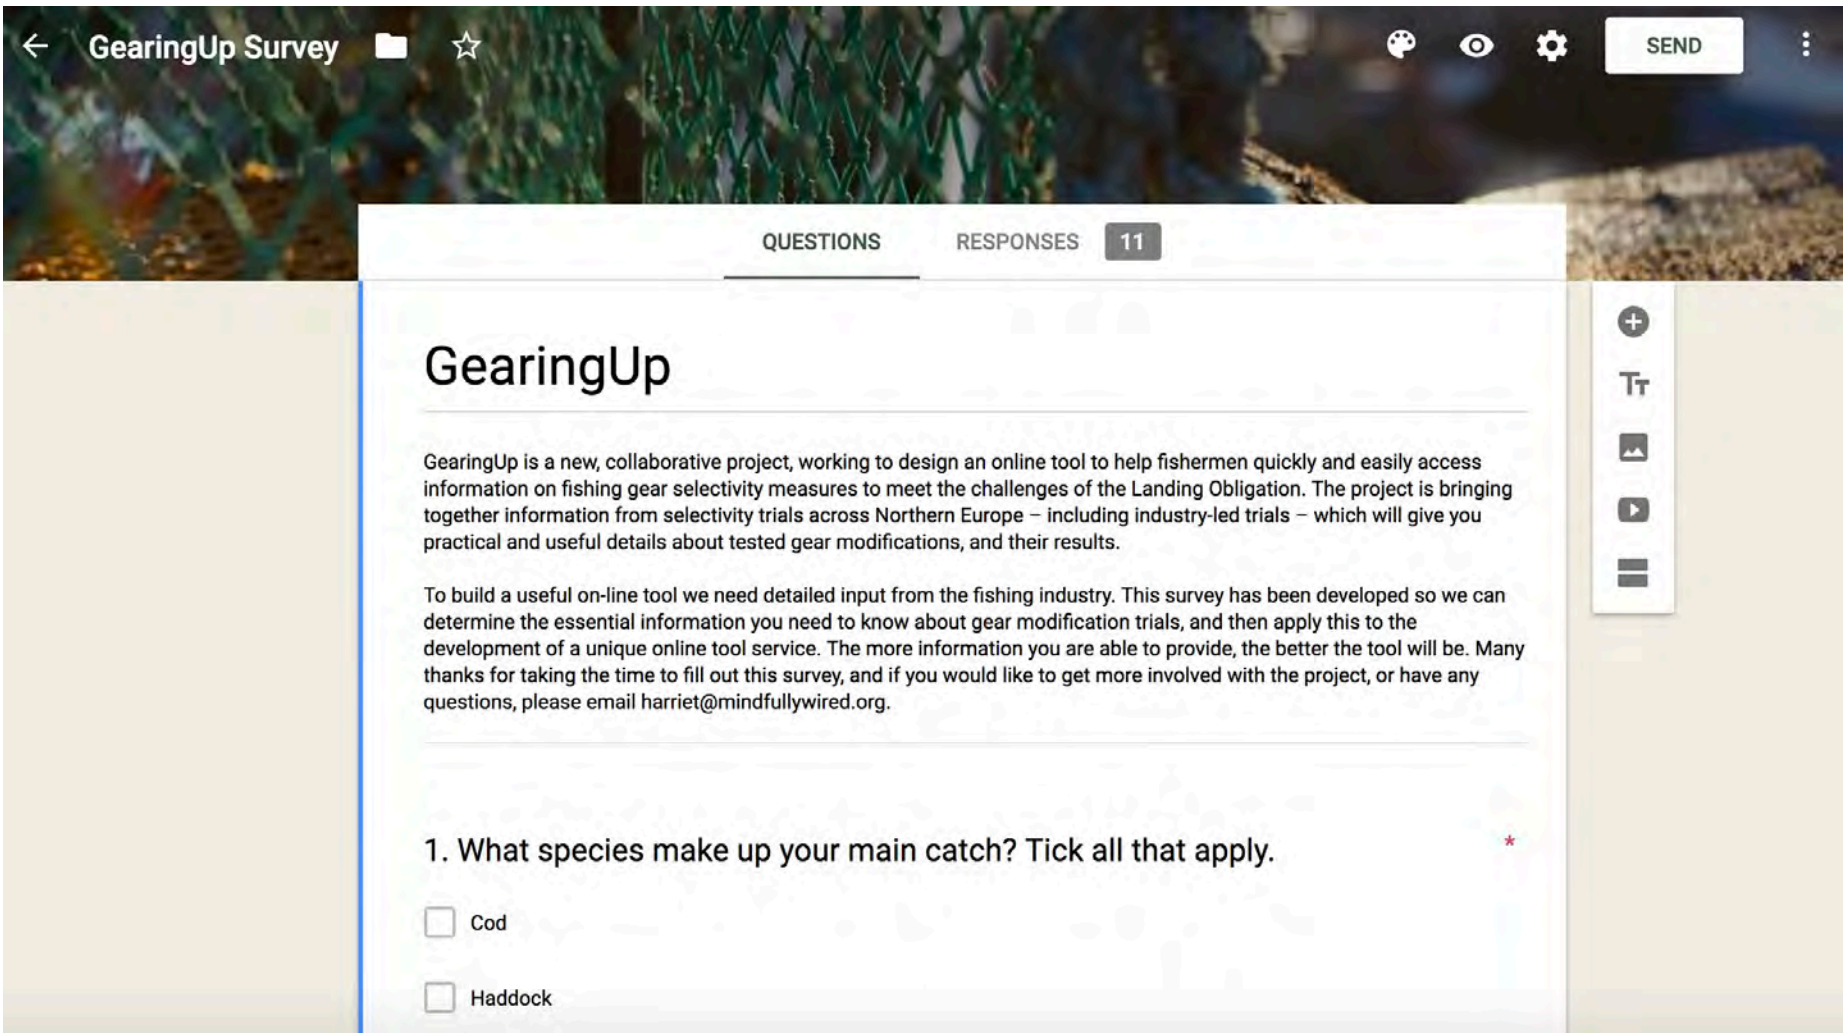 GearingUp Survey
SEND
QUESTIONS
RESPONSES 11
GearingUp
GearingUp is a new, collaborative project, working to design an online tool to help fishermen quickly and easily access
information on fishing gear selectivity measures to meet the challenges of the Landing Obligation. The project is bringing
together information from selectivity trials across Northern Europe – including industry-led trials – which will give you
practical and useful details about tested gear modifications, and their results.
To build a useful on-line tool we need detailed input from the fishing industry. This survey has been developed so we can
determine the essential information you need to know about gear modification trials, and then apply this to the
development of a unique online tool service. The more information you are able to provide, the better the tool will be. Many
thanks for taking the time to fill out this survey, and if you would like to get more involved with the project, or have any
questions, please email harriet@mindfullywired.org.
1. What species make up your main catch? Tick all that apply. *
Cod
Haddock